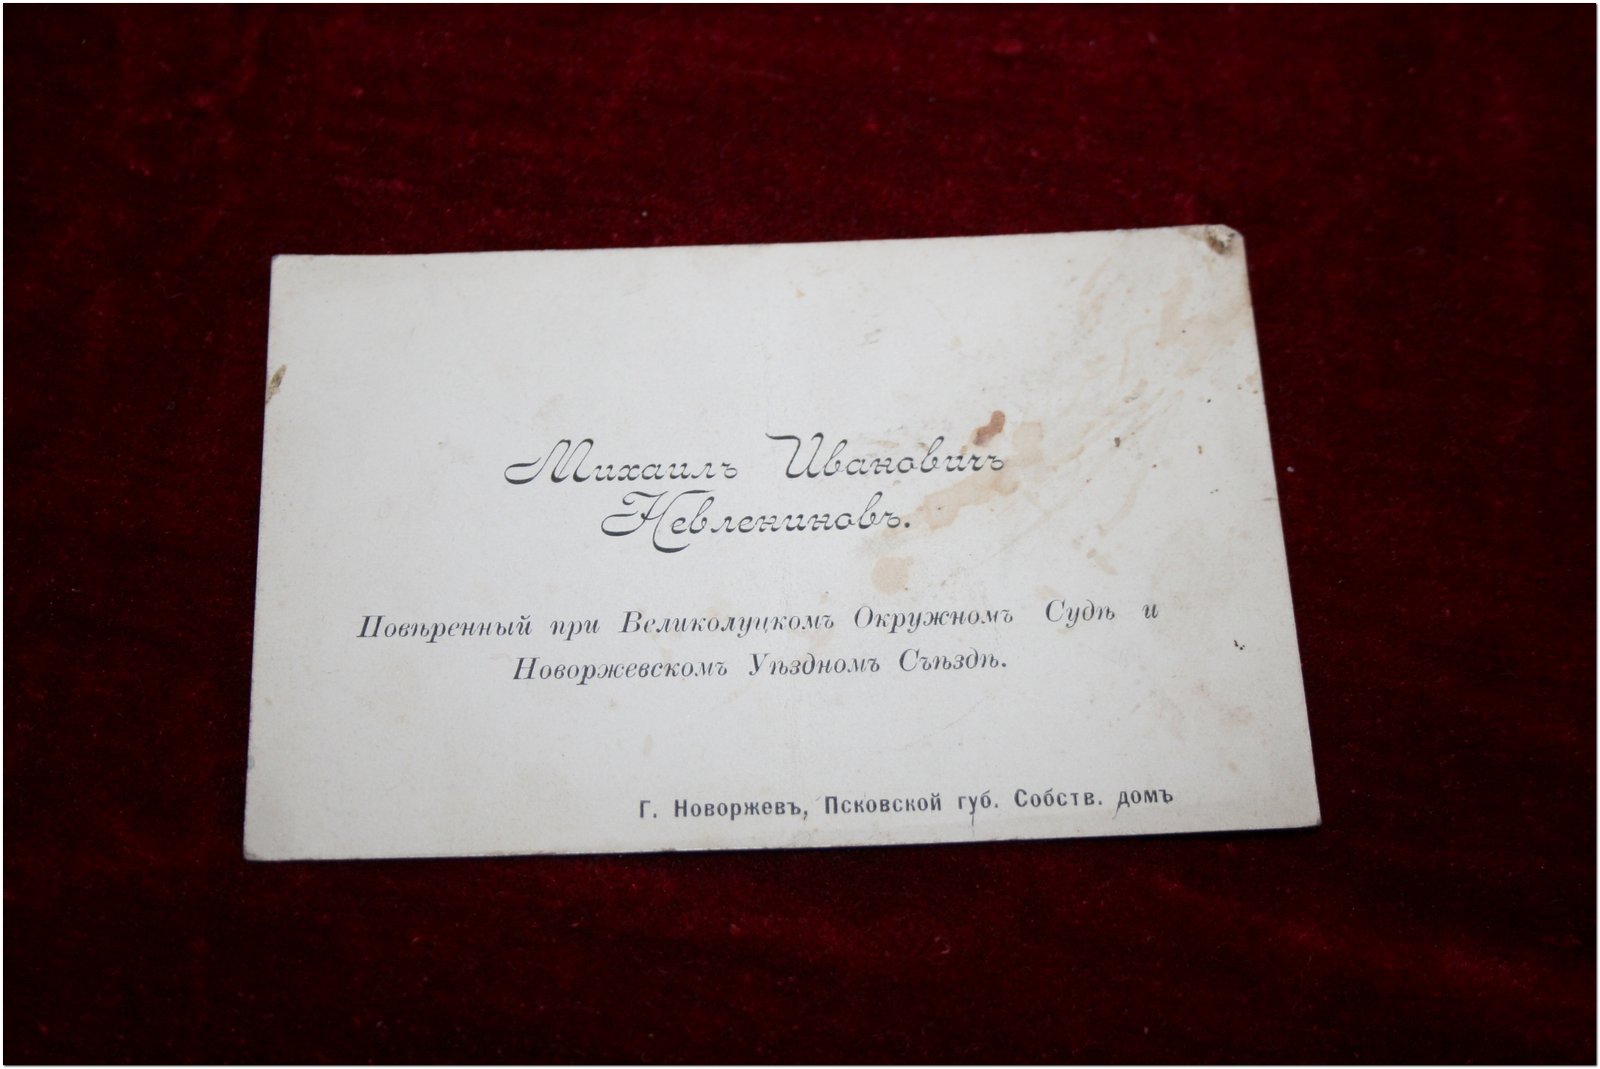 Михаилъ Ивановичъ
Невлениновъ.
Повѣренный при Великолуцкомъ Окружномъ Судѣ и
Новоржевскомъ Уѣздномъ Съѣздѣ.
Г. Новоржевъ, Псковской губ. Собств. домъ